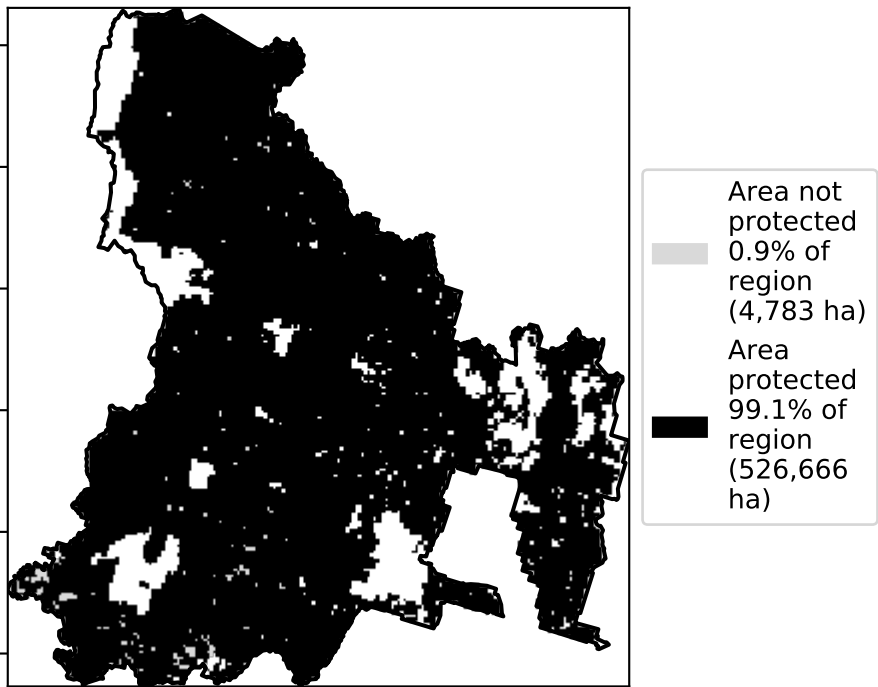 Area not
protected
0.9% of
region
(4,783 ha)
Area
protected
99.1% of
region
(526,666
ha)